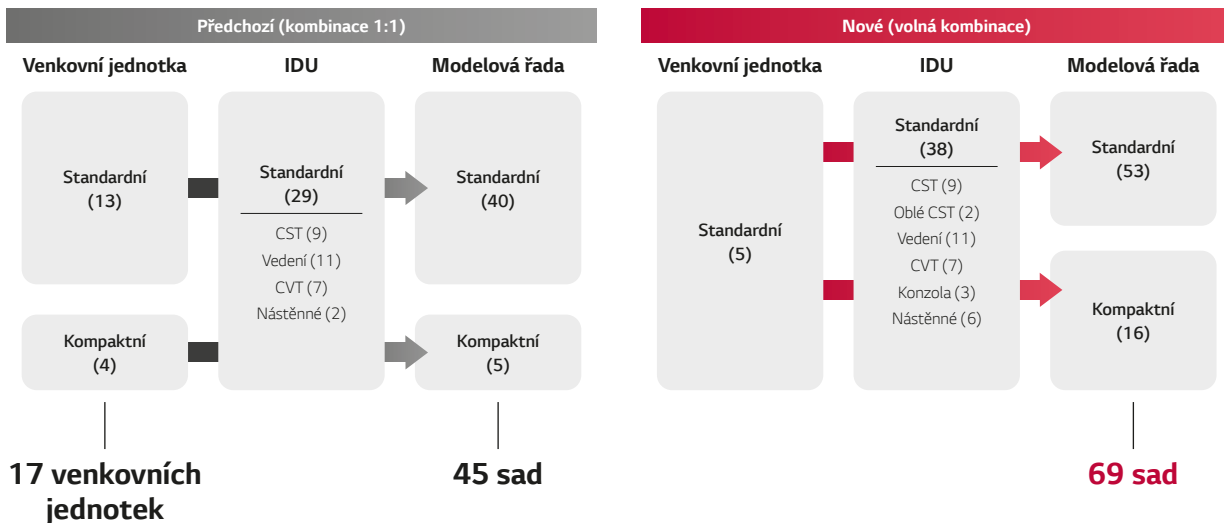 Předchozí (kombinace 1:1)
Venkovní jednotka
IDU
Modelová řada
Standardní
(13)
Standardní
(29)
CST (9)
Vedení (11)
CVT (7)
Nástěnné (2)
Standardní
(40)
Kompaktní
(4)
Kompaktní
(5)
17 venkovních
jednotek
45 sad
Nové (volná kombinace)
Venkovní jednotka
IDU
Modelová řada
Standardní
(5)
Standardní
(38)
CST (9)
Oblé CST (2)
Vedení (11)
CVT (7)
Konzola (3)
Nástěnné (6)
Standardní
(53)
Kompaktní
(16)
69 sad